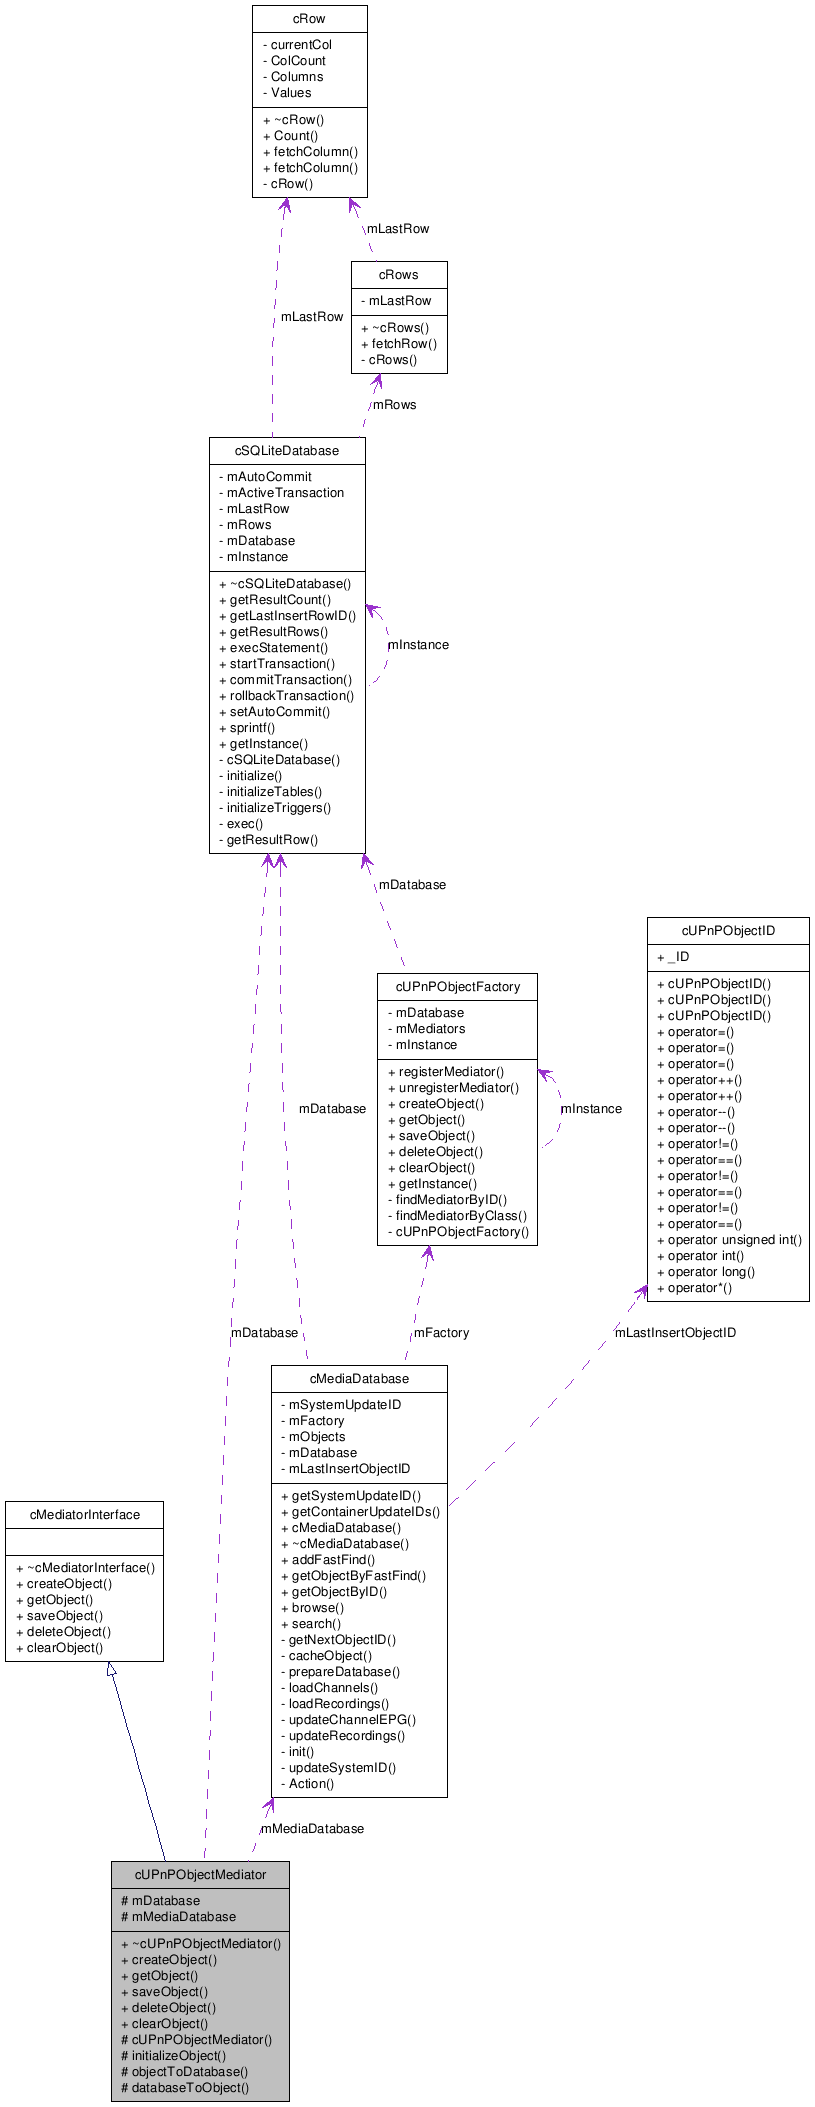 cRow
- currentCol
- ColCount
- Columns
- Values
+ ~cRow()
+ Count()
+ fetchColumn()
+ fetchColumn()
- cRow()
mLastRow
cRows
- mLastRow
+ ~cRows()
+ fetchRow()
- cRows()
mLastRow
mRows
cSQLiteDatabase
- mAutoCommit
- mActiveTransaction
- mLastRow
- mRows
- mDatabase
- mInstance
+ ~cSQLiteDatabase()
+ getResultCount()
+ getLastInsertRowID()
+ getResultRows()
+ execStatement()
+ startTransaction()
+ commitTransaction()
+ rollbackTransaction()
+ setAutoCommit()
+ sprintf()
+ getInstance()
- cSQLiteDatabase()
- initialize()
- initializeTables()
- initializeTriggers()
- exec()
- getResultRow()
mInstance
mDatabase
cUPnPObjectFactory
- mDatabase
- mMediators
- mInstance
+ registerMediator()
+ unregisterMediator()
+ createObject()
+ getObject()
+ saveObject()
+ deleteObject()
+ clearObject()
+ getInstance()
- findMediatorByID()
- findMediatorByClass()
- cUPnPObjectFactory()
mInstance
cUPnPObjectID
+ _ID
+ cUPnPObjectID()
+ cUPnPObjectID()
+ cUPnPObjectID()
+ operator=()
+ operator=()
+ operator=()
+ operator++()
+ operator++()
+ operator--()
+ operator--()
+ operator!=()
+ operator==()
+ operator!=()
+ operator==()
+ operator!=()
+ operator==()
+ operator unsigned int()
+ operator int()
+ operator long()
+ operator*()
mDatabase
mDatabase
mFactory
mLastInsertObjectID
cMediaDatabase
- mSystemUpdateID
- mFactory
- mObjects
- mDatabase
- mLastInsertObjectID
+ getSystemUpdateID()
+ getContainerUpdateIDs()
+ cMediaDatabase()
+ ~cMediaDatabase()
+ addFastFind()
+ getObjectByFastFind()
+ getObjectByID()
+ browse()
+ search()
- getNextObjectID()
- cacheObject()
- prepareDatabase()
- loadChannels()
- loadRecordings()
- updateChannelEPG()
- updateRecordings()
- init()
- updateSystemID()
- Action()
cMediatorInterface
+ ~cMediatorInterface()
+ createObject()
+ getObject()
+ saveObject()
+ deleteObject()
+ clearObject()
mMediaDatabase
cUPnPObjectMediator
# mDatabase
# mMediaDatabase
+ ~cUPnPObjectMediator()
+ createObject()
+ getObject()
+ saveObject()
+ deleteObject()
+ clearObject()
# cUPnPObjectMediator()
# initializeObject()
# objectToDatabase()
# databaseToObject()